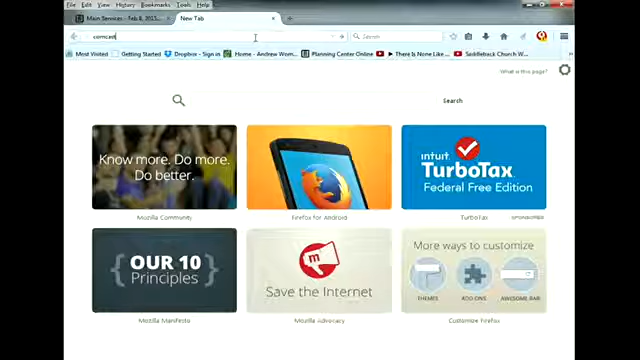 File Edit View History Bookmarks Tools Help
Main Services - Feb 8, 2015...
New Tab
comcast
Search
Most Visited Getting Started Dropbox - Sign in Home - Andrew Wom... Planning Center Online There Is None Like ... Saddleback Church W...
What is this page?
Search
Know more. Do more.
Do better.
intuit
TurboTax
Federal Free Edition
Mozilla Community
Firefox for Android
TurboTax
SPONSORED
{OUR 10}
Principles
m
Save the Internet
More ways to customize
THEMES
ADD-ONS
AWESOME BAR
Mozilla Manifesto
Mozilla Advocacy
Customize Firefox